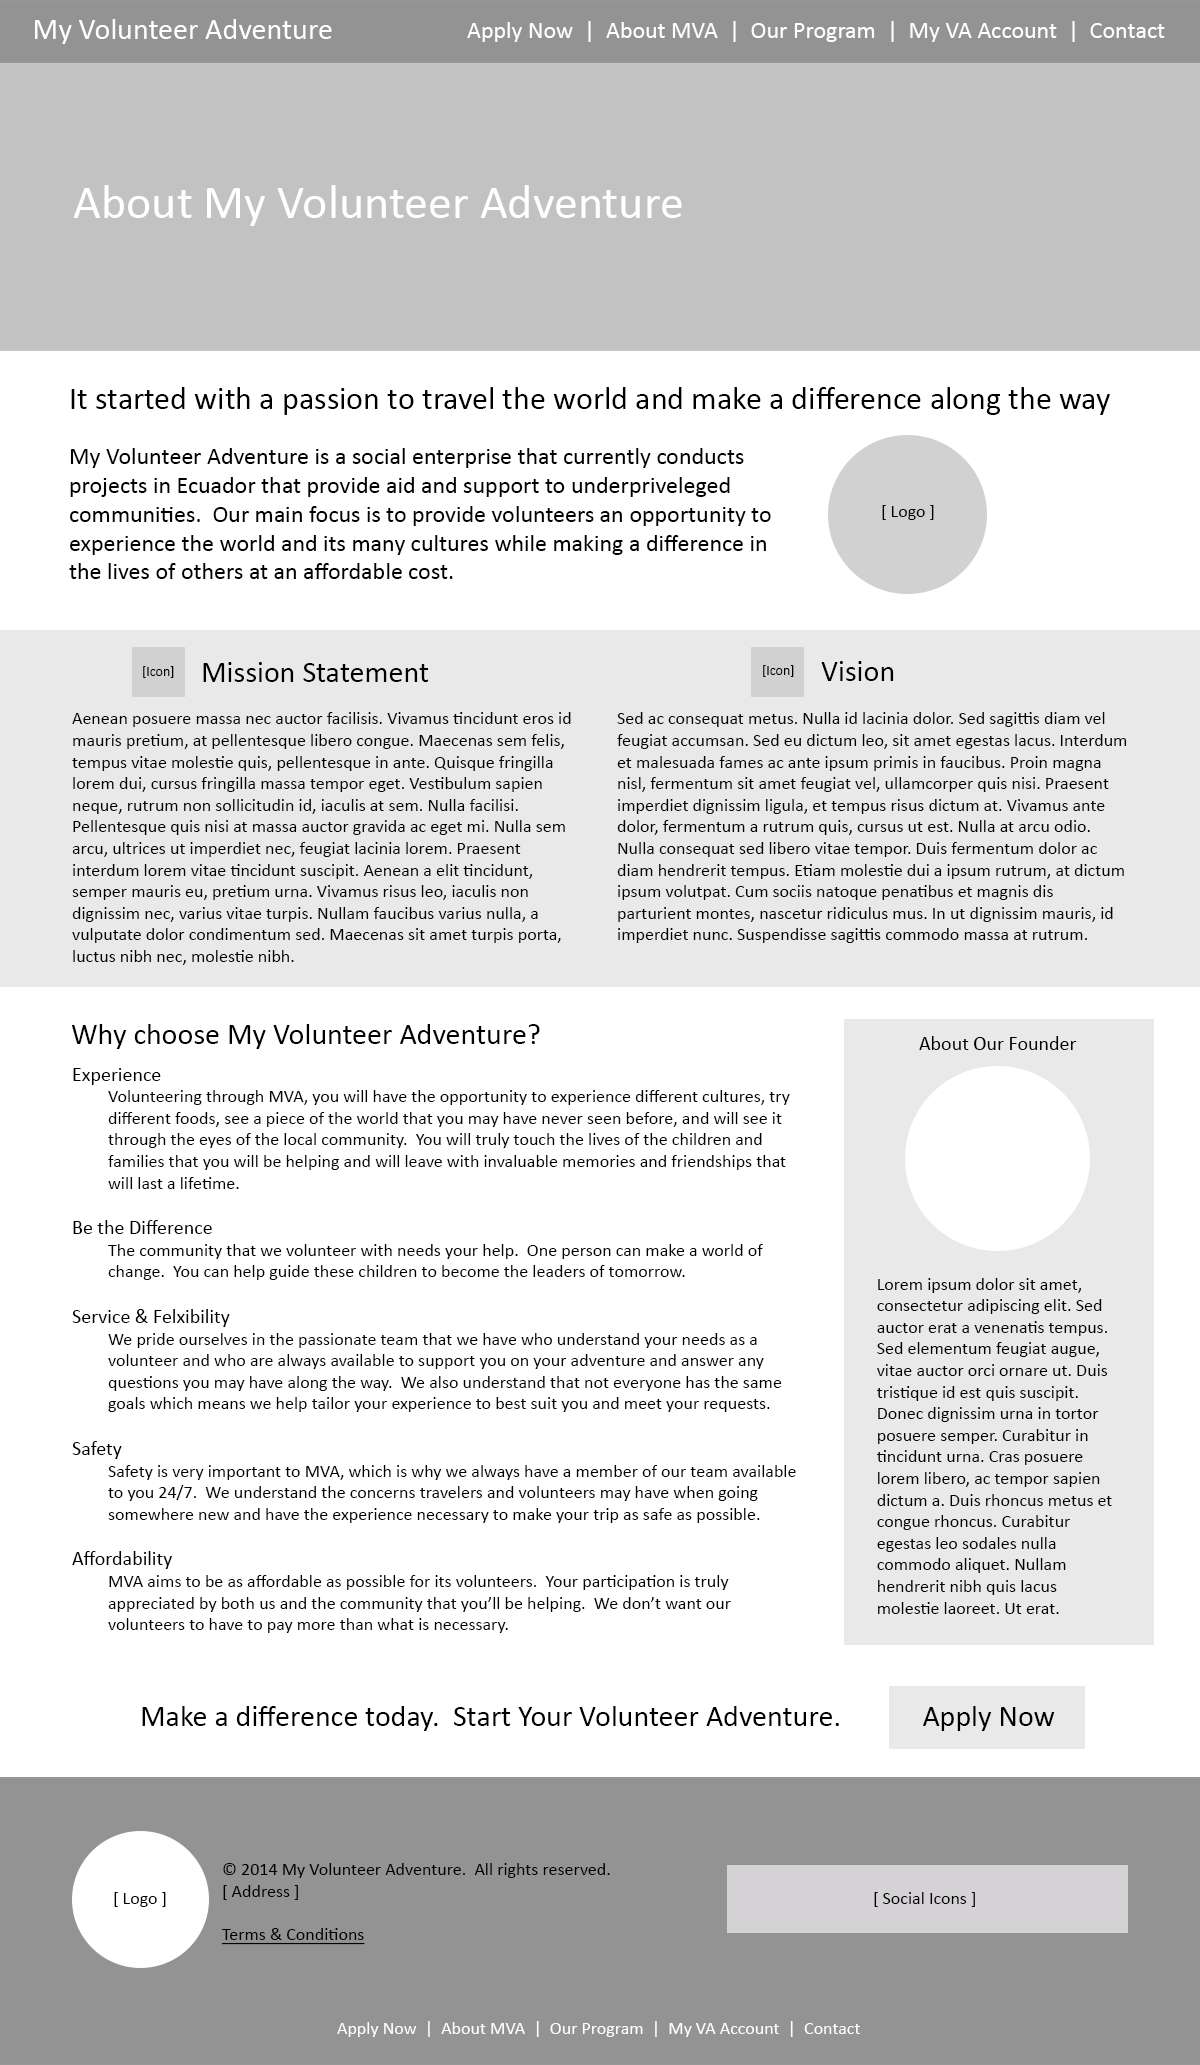 My Volunteer Adventure
Apply Now | About MVA | Our Program | My VA Account | Contact
About My Volunteer Adventure
It started with a passion to travel the world and make a difference along the way
My Volunteer Adventure is a social enterprise that currently conducts
projects in Ecuador that provide aid and support to underpriveleged
communities.  Our main focus is to provide volunteers an opportunity to
experience the world and its many cultures while making a difference in
the lives of others at an affordable cost.
[ Logo ]
[Icon]
Mission Statement
Aenean posuere massa nec auctor facilisis. Vivamus tincidunt eros id
mauris pretium, at pellentesque libero congue. Maecenas sem felis,
tempus vitae molestie quis, pellentesque in ante. Quisque fringilla
lorem dui, cursus fringilla massa tempor eget. Vestibulum sapien
neque, rutrum non sollicitudin id, iaculis at sem. Nulla facilisi.
Pellentesque quis nisi at massa auctor gravida ac eget mi. Nulla sem
arcu, ultrices ut imperdiet nec, feugiat lacinia lorem. Praesent
interdum lorem vitae tincidunt suscipit. Aenean a elit tincidunt,
semper mauris eu, pretium urna. Vivamus risus leo, iaculis non
dignissim nec, varius vitae turpis. Nullam faucibus varius nulla, a
vulputate dolor condimentum sed. Maecenas sit amet turpis porta,
luctus nibh nec, molestie nibh.
[Icon]
Vision
Sed ac consequat metus. Nulla id lacinia dolor. Sed sagittis diam vel
feugiat accumsan. Sed eu dictum leo, sit amet egestas lacus. Interdum
et malesuada fames ac ante ipsum primis in faucibus. Proin magna
nisl, fermentum sit amet feugiat vel, ullamcorper quis nisi. Praesent
imperdiet dignissim ligula, et tempus risus dictum at. Vivamus ante
dolor, fermentum a rutrum quis, cursus ut est. Nulla at arcu odio.
Nulla consequat sed libero vitae tempor. Duis fermentum dolor ac
diam hendrerit tempus. Etiam molestie dui a ipsum rutrum, at dictum
ipsum volutpat. Cum sociis natoque penatibus et magnis dis
parturient montes, nascetur ridiculus mus. In ut dignissim mauris, id
imperdiet nunc. Suspendisse sagittis commodo massa at rutrum.
Why choose My Volunteer Adventure?
Experience
Volunteering through MVA, you will have the opportunity to experience different cultures, try
different foods, see a piece of the world that you may have never seen before, and will see it
through the eyes of the local community.  You will truly touch the lives of the children and
families that you will be helping and will leave with invaluable memories and friendships that
will last a lifetime.
Be the Difference
The community that we volunteer with needs your help.  One person can make a world of
change.  You can help guide these children to become the leaders of tomorrow.
Service & Felxibility
We pride ourselves in the passionate team that we have who understand your needs as a
volunteer and who are always available to support you on your adventure and answer any
questions you may have along the way.  We also understand that not everyone has the same
goals which means we help tailor your experience to best suit you and meet your requests.
Safety
Safety is very important to MVA, which is why we always have a member of our team available
to you 24/7.  We understand the concerns travelers and volunteers may have when going
somewhere new and have the experience necessary to make your trip as safe as possible.
Affordability
MVA aims to be as affordable as possible for its volunteers.  Your participation is truly
appreciated by both us and the community that you'll be helping.  We don't want our
volunteers to have to pay more than what is necessary.
About Our Founder
Lorem ipsum dolor sit amet,
consectetur adipiscing elit. Sed
auctor erat a venenatis tempus.
Sed elementum feugiat augue,
vitae auctor orci ornare ut. Duis
tristique id est quis suscipit.
Donec dignissim urna in tortor
posuere semper. Curabitur in
tincidunt urna. Cras posuere
lorem libero, ac tempor sapien
dictum a. Duis rhoncus metus et
congue rhoncus. Curabitur
egestas leo sodales nulla
commodo aliquet. Nullam
hendrerit nibh quis lacus
molestie laoreet. Ut erat.
Make a difference today.  Start Your Volunteer Adventure.
Apply Now
[ Logo ]
© 2014 My Volunteer Adventure.  All rights reserved.
[ Address ]
Terms & Conditions
[ Social Icons ]
Apply Now | About MVA | Our Program | My VA Account | Contact